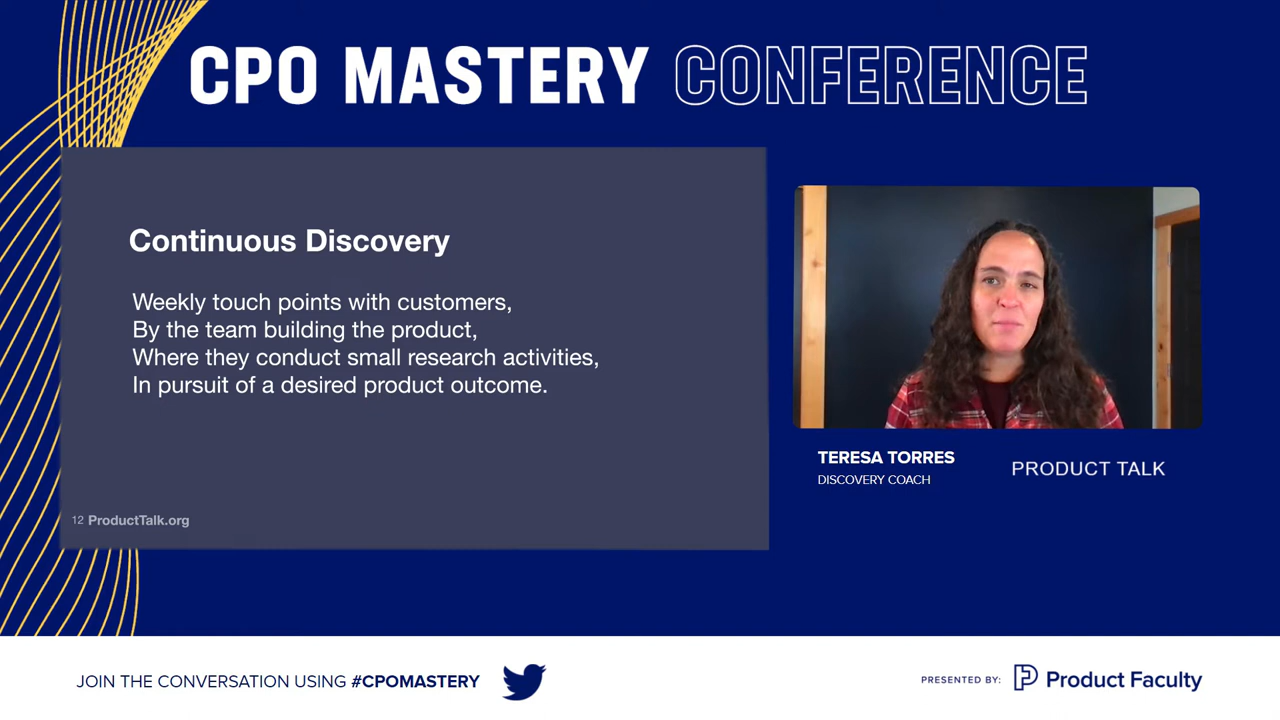 CPO MASTERY CONFERENCE
Continuous Discovery
Weekly touch points with customers,
By the team building the product,
Where they conduct small research activities,
In pursuit of a desired product outcome.
12 ProductTalk.org
TERESA TORRES
DISCOVERY COACH
PRODUCT TALK
JOIN THE CONVERSATION USING #CPOMASTERY
PRESENTED BY: Product Faculty